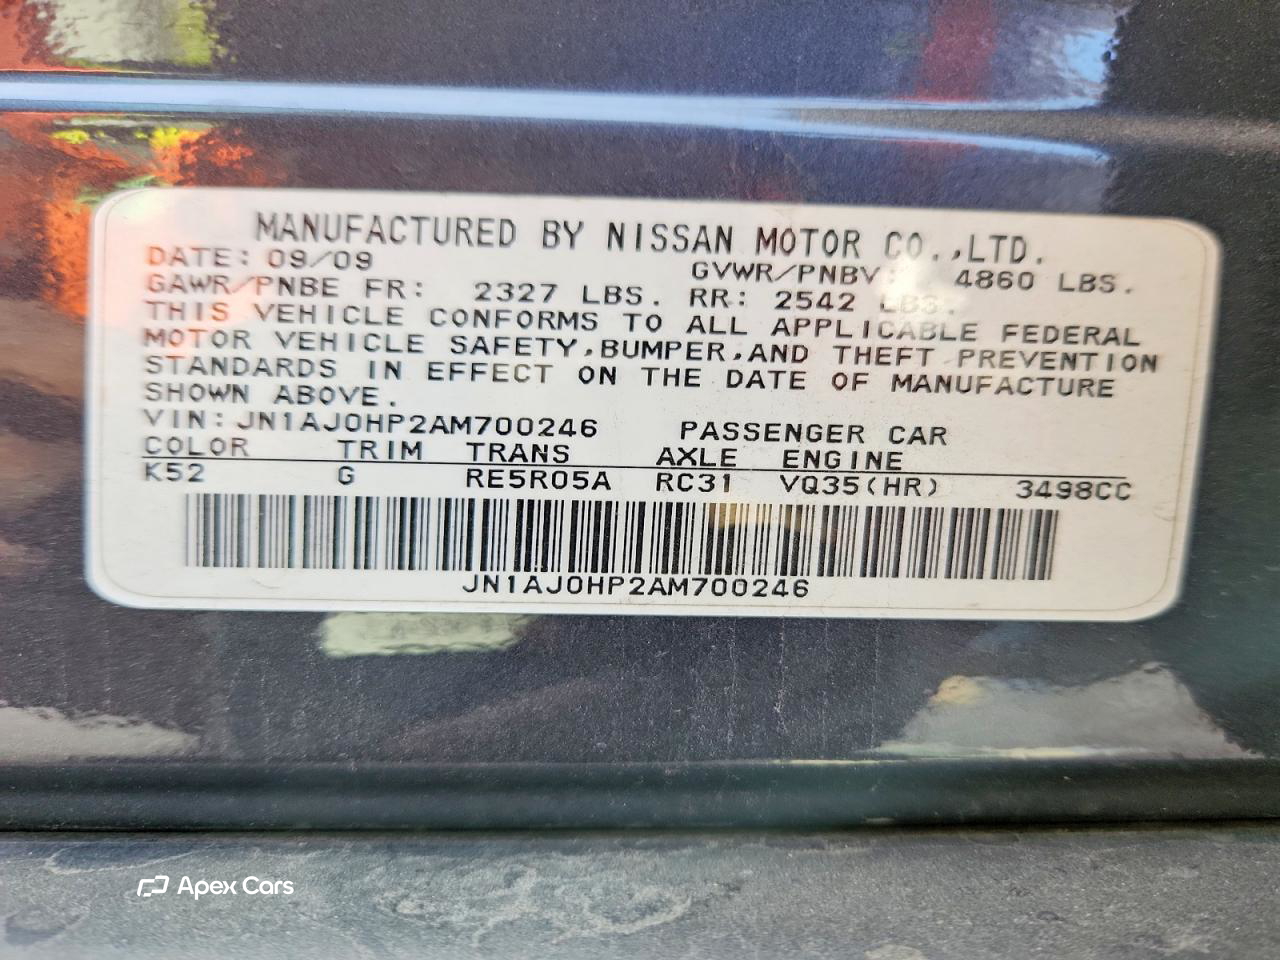 MANUFACTURED BY NISSAN MOTOR CO.,LTD.
DATE: 09/09 GVWR/PNBV: 4860 LBS.
GAWR/PNBE FR: 2327 LBS. RR: 2542 LBS.
THIS VEHICLE CONFORMS TO ALL APPLICABLE FEDERAL
MOTOR VEHICLE SAFETY,BUMPER,AND THEFT PREVENTION
STANDARDS IN EFFECT ON THE DATE OF MANUFACTURE
SHOWN ABOVE.
VIN: JN1AJ0HP2AM700246 PASSENGER CAR
COLOR TRIM TRANS AXLE ENGINE
K52 G RE5R05A RC31 VQ35(HR) 3498CC
JN1AJ0HP2AM700246
Apex Cars